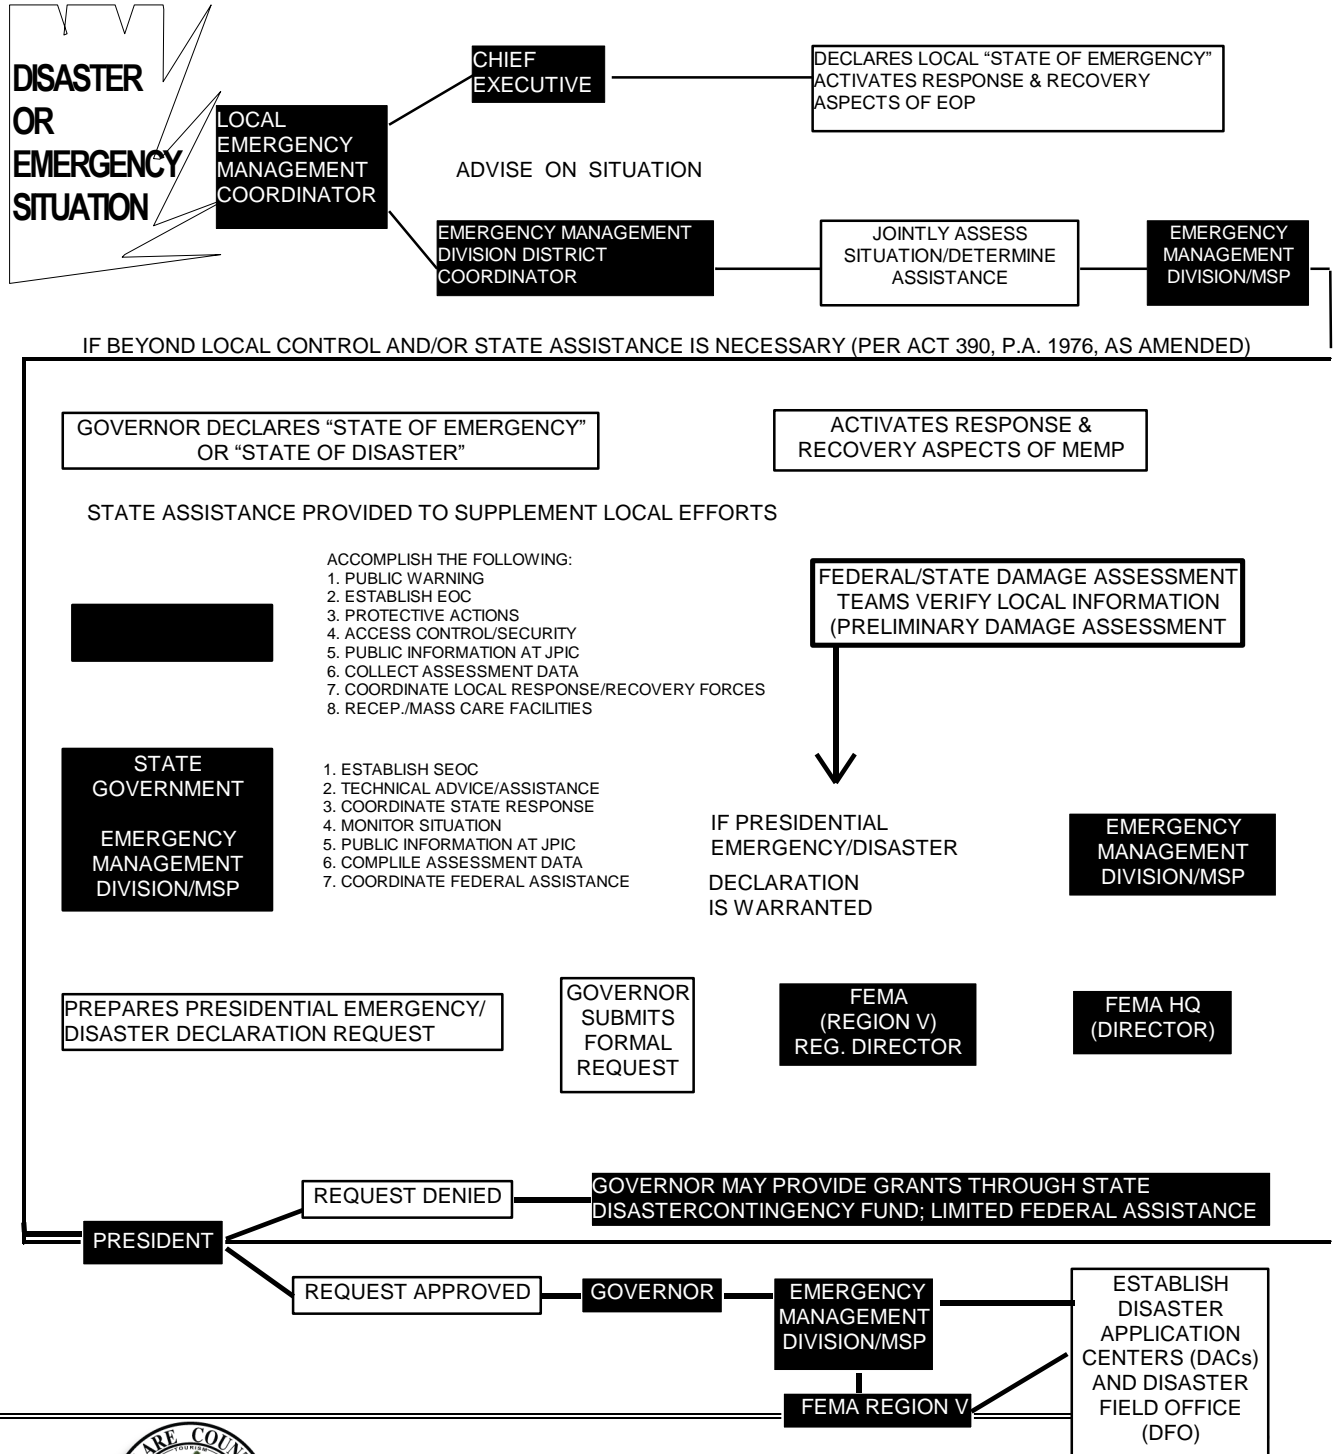 DISASTER
OR
EMERGENCY
SITUATION
LOCAL
EMERGENCY
MANAGEMENT
COORDINATOR
CHIEF
EXECUTIVE
DECLARES LOCAL “STATE OF EMERGENCY”
ACTIVATES RESPONSE & RECOVERY
ASPECTS OF EOP
ADVISE ON SITUATION
EMERGENCY MANAGEMENT
DIVISION DISTRICT
COORDINATOR
JOINTLY ASSESS
SITUATION/DETERMINE
ASSISTANCE
EMERGENCY
MANAGEMENT
DIVISION/MSP
IF BEYOND LOCAL CONTROL AND/OR STATE ASSISTANCE IS NECESSARY (PER ACT 390, P.A. 1976, AS AMENDED)
GOVERNOR DECLARES “STATE OF EMERGENCY”
OR “STATE OF DISASTER”
ACTIVATES RESPONSE &
RECOVERY ASPECTS OF MEMP
STATE ASSISTANCE PROVIDED TO SUPPLEMENT LOCAL EFFORTS
ACCOMPLISH THE FOLLOWING:
1. PUBLIC WARNING
2. ESTABLISH EOC
3. PROTECTIVE ACTIONS
4. ACCESS CONTROL/SECURITY
5. PUBLIC INFORMATION AT JPIC
6. COLLECT ASSESSMENT DATA
7. COORDINATE LOCAL RESPONSE/RECOVERY FORCES
8. RECEP./MASS CARE FACILITIES
FEDERAL/STATE DAMAGE ASSESSMENT
TEAMS VERIFY LOCAL INFORMATION
(PRELIMINARY DAMAGE ASSESSMENT
STATE
GOVERNMENT
EMERGENCY
MANAGEMENT
DIVISION/MSP
1. ESTABLISH SEOC
2. TECHNICAL ADVICE/ASSISTANCE
3. COORDINATE STATE RESPONSE
4. MONITOR SITUATION
5. PUBLIC INFORMATION AT JPIC
6. COMPLILE ASSESSMENT DATA
7. COORDINATE FEDERAL ASSISTANCE
IF PRESIDENTIAL
EMERGENCY/DISASTER
DECLARATION
IS WARRANTED
EMERGENCY
MANAGEMENT
DIVISION/MSP
PREPARES PRESIDENTIAL EMERGENCY/
DISASTER DECLARATION REQUEST
GOVERNOR
SUBMITS
FORMAL
REQUEST
FEMA
(REGION V)
REG. DIRECTOR
FEMA HQ
(DIRECTOR)
REQUEST DENIED
GOVERNOR MAY PROVIDE GRANTS THROUGH STATE
DISASTERCONTINGENCY FUND; LIMITED FEDERAL ASSISTANCE
PRESIDENT
REQUEST APPROVED
GOVERNOR
EMERGENCY
MANAGEMENT
DIVISION/MSP
FEMA REGION V
ESTABLISH
DISASTER
APPLICATION
CENTERS (DACs)
AND DISASTER
FIELD OFFICE
(DFO)
TOURISM